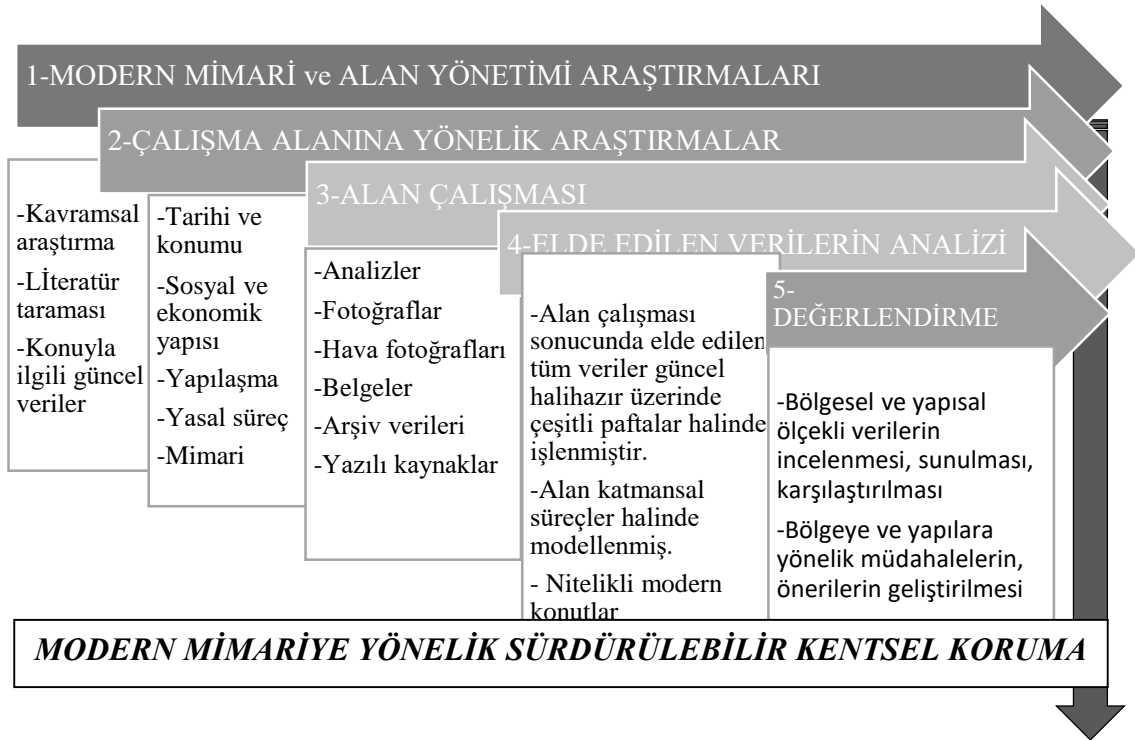 1-MODERN MİMARİ ve ALAN YÖNETİMİ ARAŞTIRMALARI
-Kavramsal
araştırma
-Lİteratür
taraması
-Konuyla
ilgili güncel
veriler
2-ÇALIŞMA ALANINA YÖNELİK ARAŞTIRMALAR
-Tarihi ve
konumu
-Sosyal ve
ekonomik
yapısı
-Yapılaşma
-Yasal süreç
-Mimari
3-ALAN ÇALIŞMASI
-Analizler
-Fotoğraflar
-Hava fotoğrafları
-Belgeler
-Arşiv verileri
-Yazılı kaynaklar
4-ELDE EDİLEN VERİLERİN ANALİZİ
-Alan çalışması
sonucunda elde edilen
tüm veriler güncel
halihazır üzerinde
çeşitli paftalar halinde
işlenmiştir.
-Alan katmansal
süreçler halinde
modellenmiş.
- Nitelikli modern
konutlar
5-
DEĞERLENDİRME
-Bölgesel ve yapısal
ölçekli verilerin
incelenmesi, sunulması,
karşılaştırılması
-Bölgeye ve yapılara
yönelik müdahalelerin,
önerilerin geliştirilmesi
MODERN MİMARİYE YÖNELİK SÜRDÜRÜLEBİLİR KENTSEL KORUMA